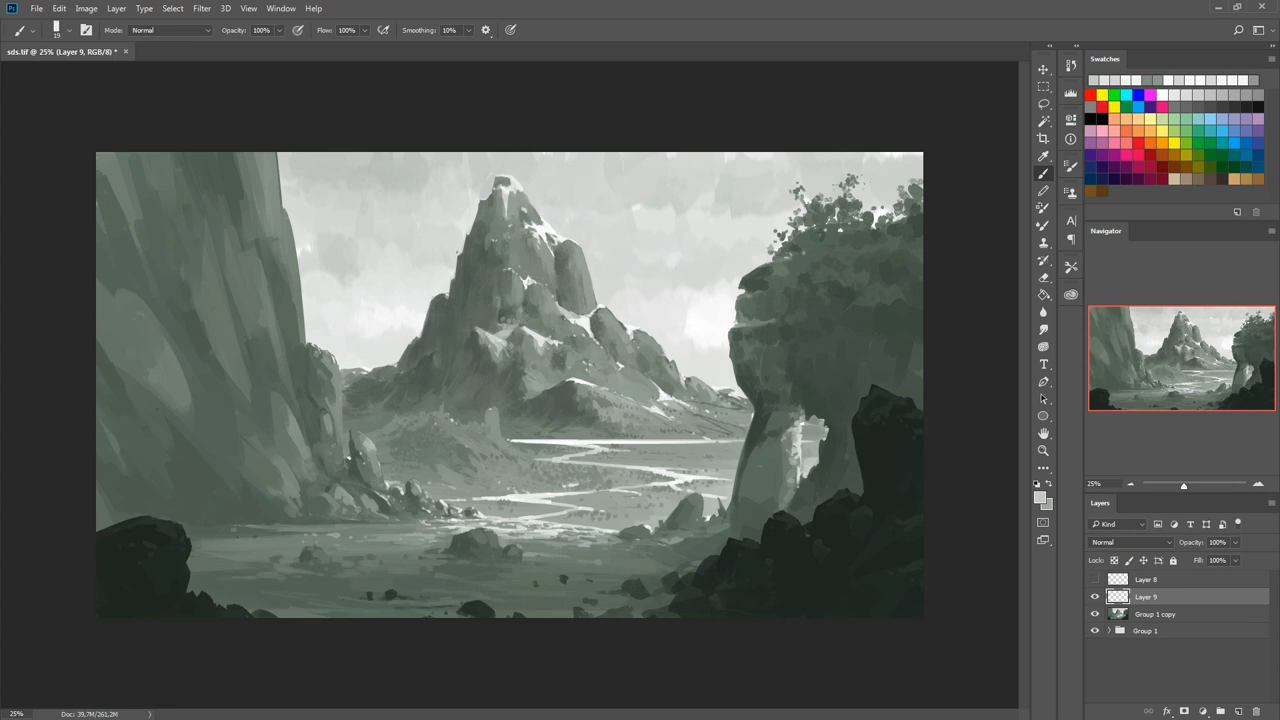 Ps File Edit Image Layer Type Select Filter 3D View Window Help
19 Mode: Normal Opacity: 100% Flow: 100% Smoothing: 10%
sds.tif @ 25% (Layer 9, RGB/8) * ×
Swatches
Navigator
25%
Layers
Kind
Normal Opacity: 100%
Lock: Fill: 100%
Layer 8
Layer 9
Group 1 copy
Group 1
25% Doc: 39,7M/261,2M